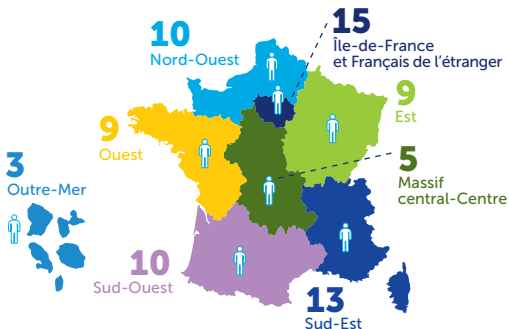 15
Île-de-France
et Français de l'étranger
10
Nord-Ouest
9
Est
9
Ouest
5
Massif
central-Centre
3
Outre-Mer
10
Sud-Ouest
13
Sud-Est